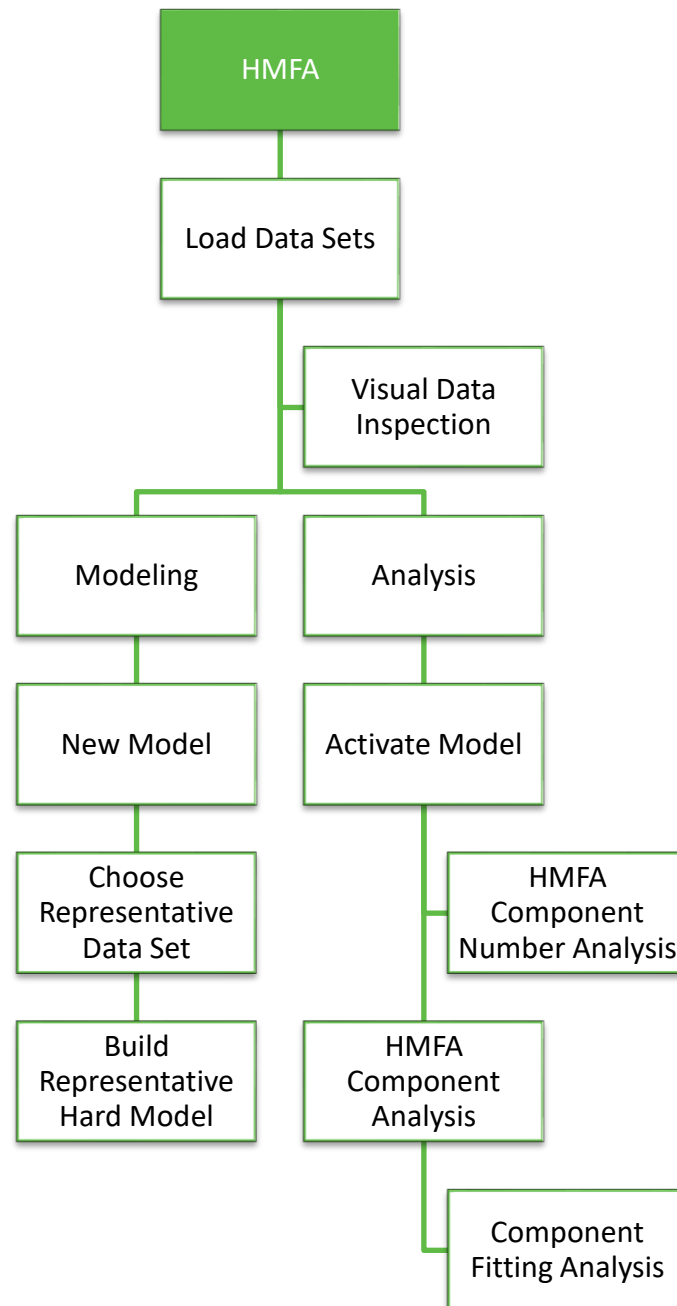 HMFA
Load Data Sets
Visual Data
Inspection
Modeling
Analysis
New Model
Activate Model
Choose
Representative
Data Set
HMFA
Component
Number Analysis
Build
Representative
Hard Model
HMFA
Component
Analysis
Component
Fitting Analysis